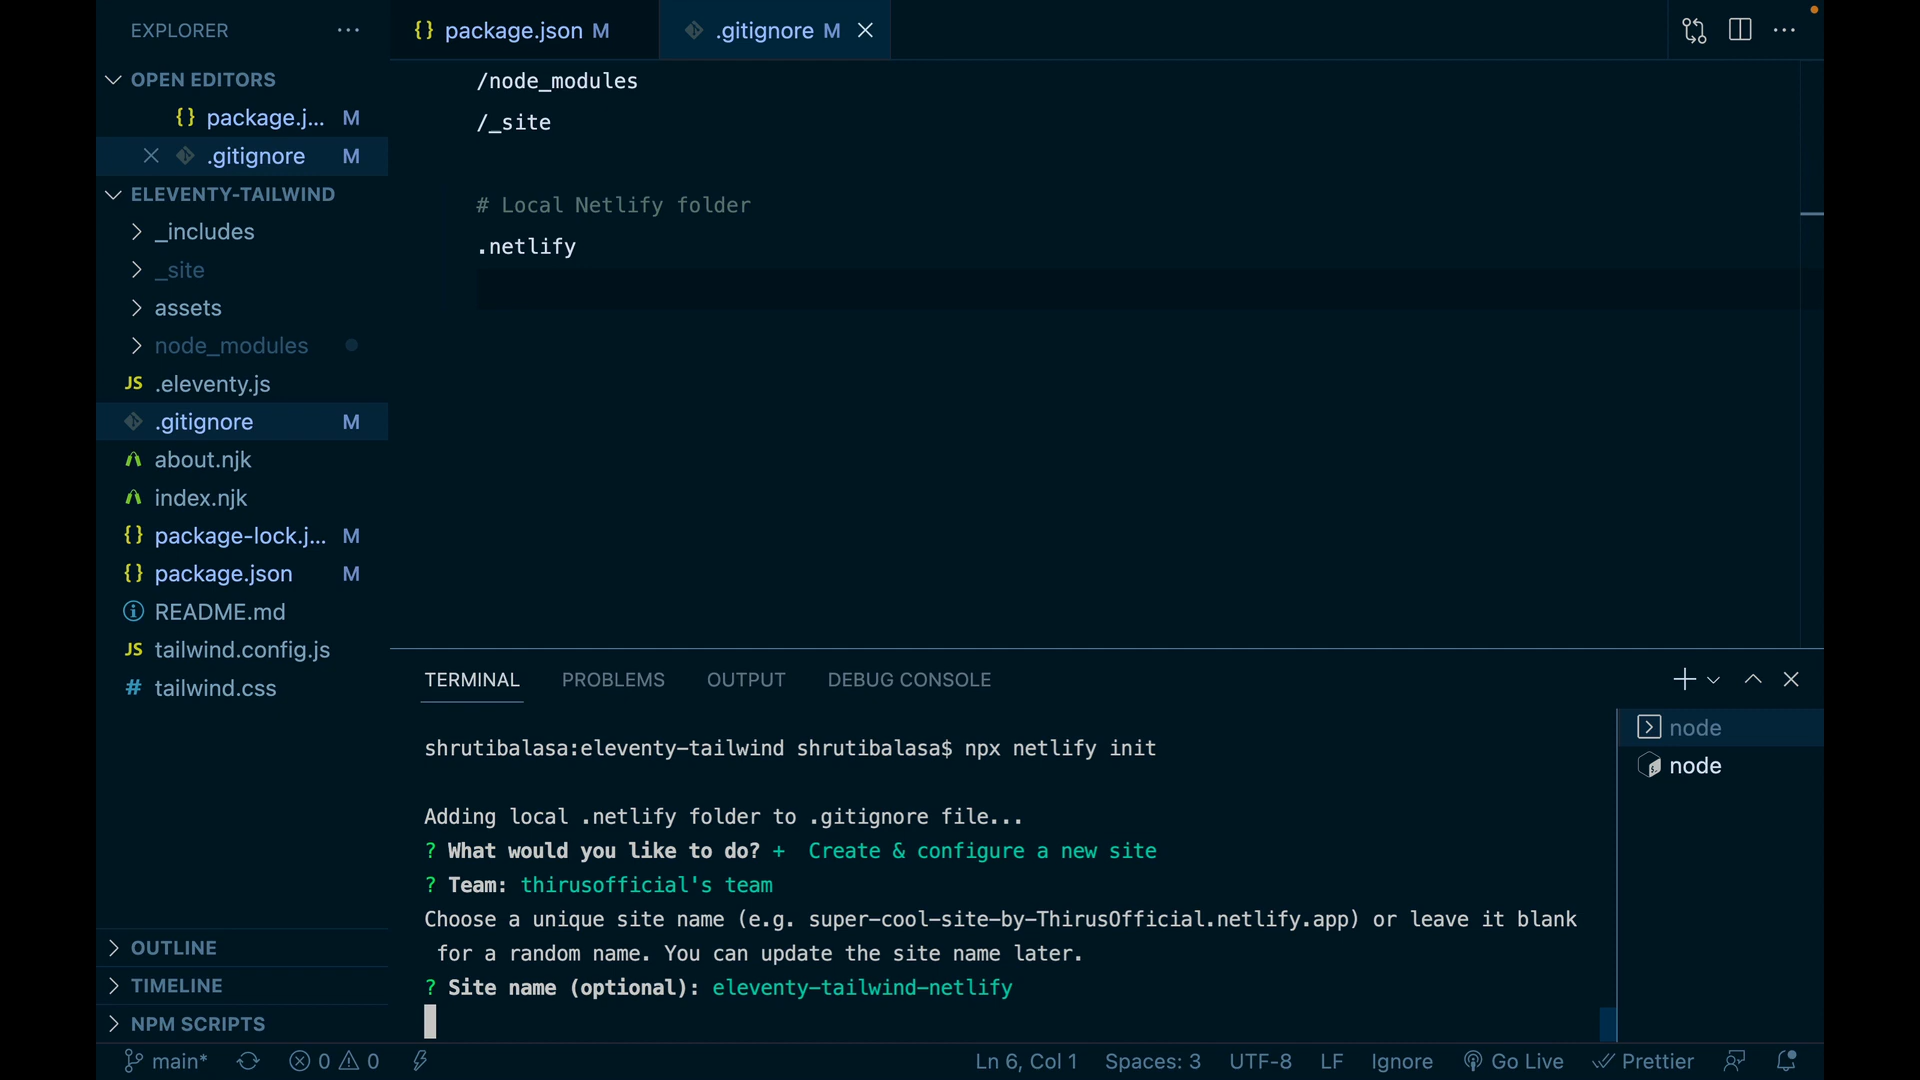 EXPLORER
OPEN EDITORS
{} package.j... M
.gitignore M
ELEVENTY-TAILWIND
_includes
_site
assets
node_modules
JS .eleventy.js
.gitignore M
about.njk
index.njk
{} package-lock.j... M
{} package.json M
README.md
JS tailwind.config.js
# tailwind.css
OUTLINE
TIMELINE
NPM SCRIPTS
{} package.json M
.gitignore M
/node_modules
/_site
# Local Netlify folder
.netlify
TERMINAL PROBLEMS OUTPUT DEBUG CONSOLE
shrutibalasa:eleventy-tailwind shrutibalasa$ npx netlify init
Adding local .netlify folder to .gitignore file...
? What would you like to do? + Create & configure a new site
? Team: thirusofficial's team
Choose a unique site name (e.g. super-cool-site-by-ThirusOfficial.netlify.app) or leave it blank
for a random name. You can update the site name later.
? Site name (optional): eleventy-tailwind-netlify
node
node
main* 0 0 Ln 6, Col 1 Spaces: 3 UTF-8 LF Ignore Go Live Prettier